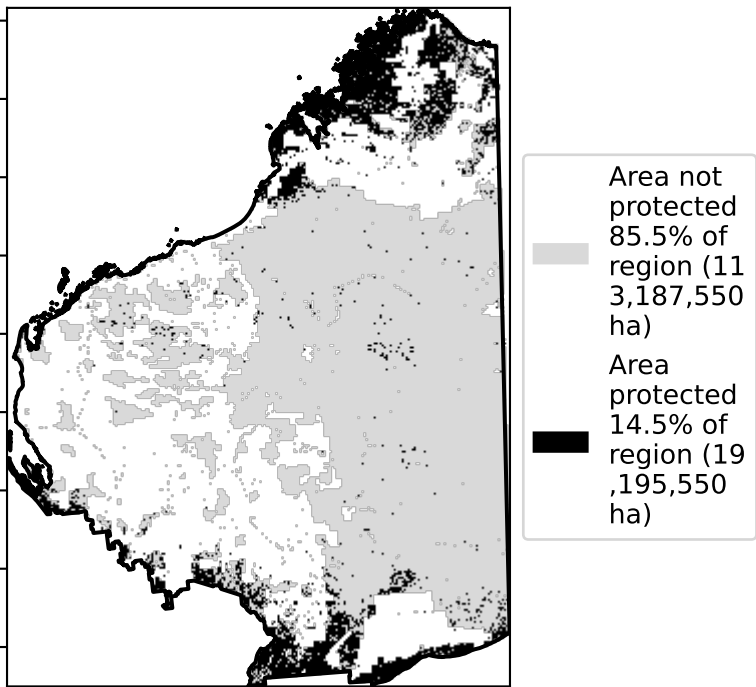 Area not
protected
85.5% of
region (11
3,187,550
ha)
Area
protected
14.5% of
region (19
,195,550
ha)